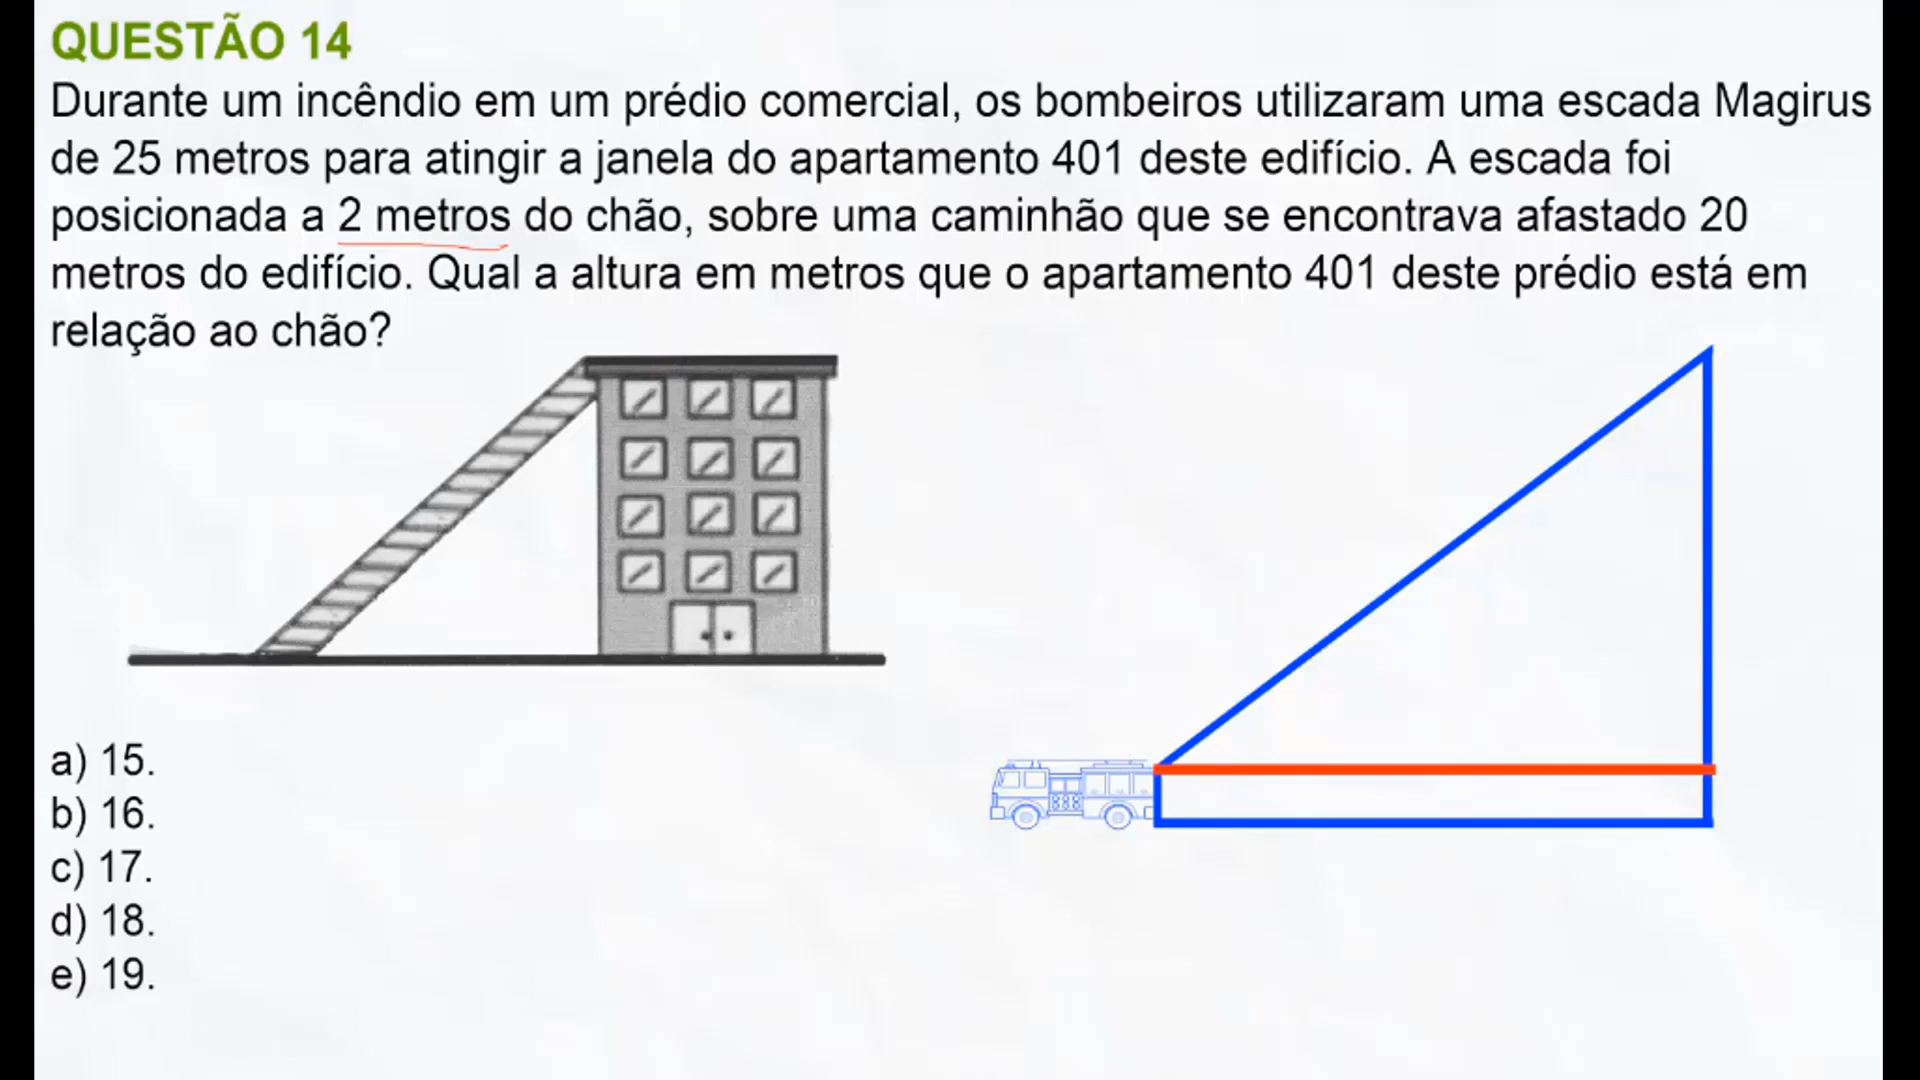 QUESTÃO 14
Durante um incêndio em um prédio comercial, os bombeiros utilizaram uma escada Magirus
de 25 metros para atingir a janela do apartamento 401 deste edifício. A escada foi
posicionada a 2 metros do chão, sobre uma caminhão que se encontrava afastado 20
metros do edifício. Qual a altura em metros que o apartamento 401 deste prédio está em
relação ao chão?
a) 15.
b) 16.
c) 17.
d) 18.
e) 19.